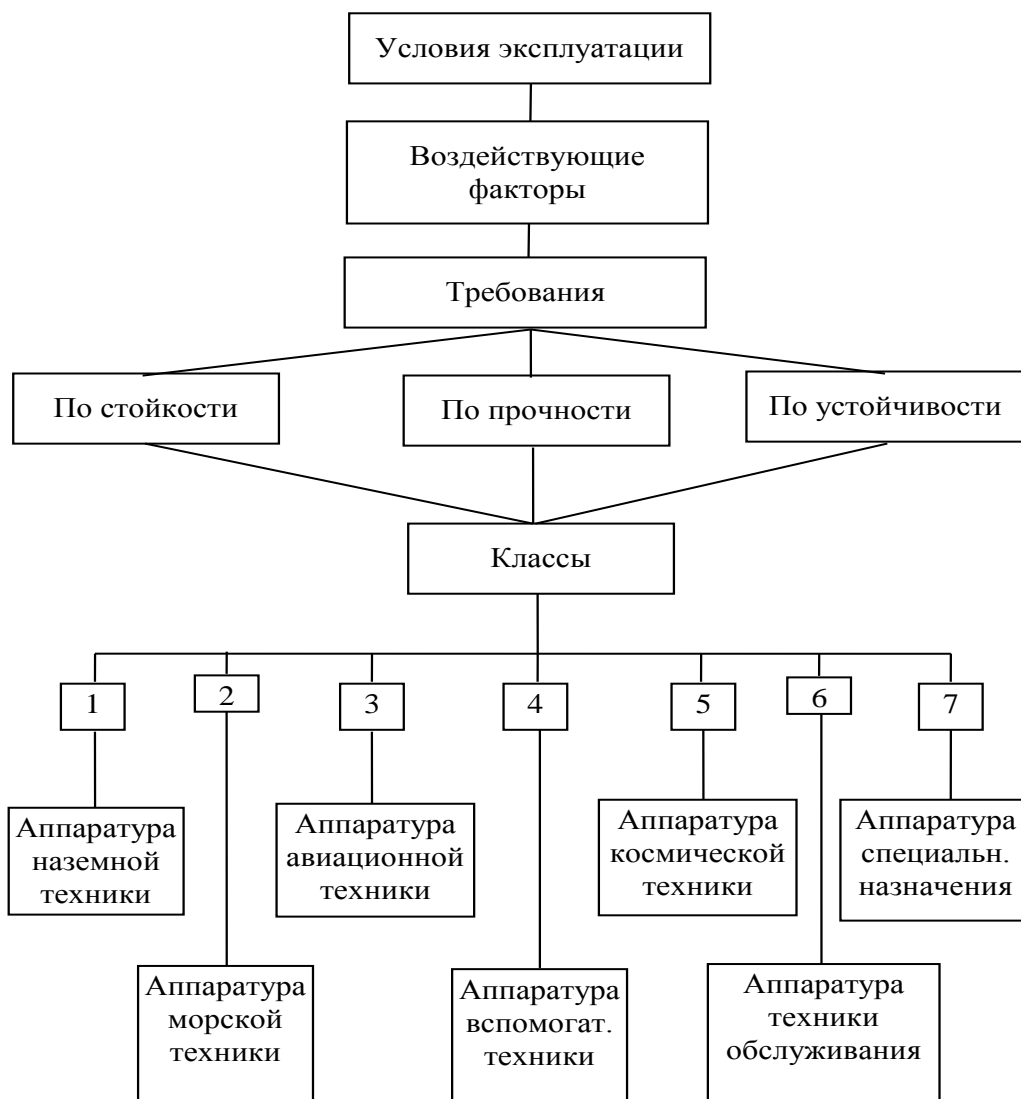 Условия эксплуатации
Воздействующие
факторы
Требования
По стойкости
По прочности
По устойчивости
Классы
1
2
3
4
5
6
7
Аппаратура
наземной
техники
Аппаратура
авиационной
техники
Аппаратура
космической
техники
Аппаратура
специальн.
назначения
Аппаратура
морской
техники
Аппаратура
вспомогат.
техники
Аппаратура
техники
обслуживания